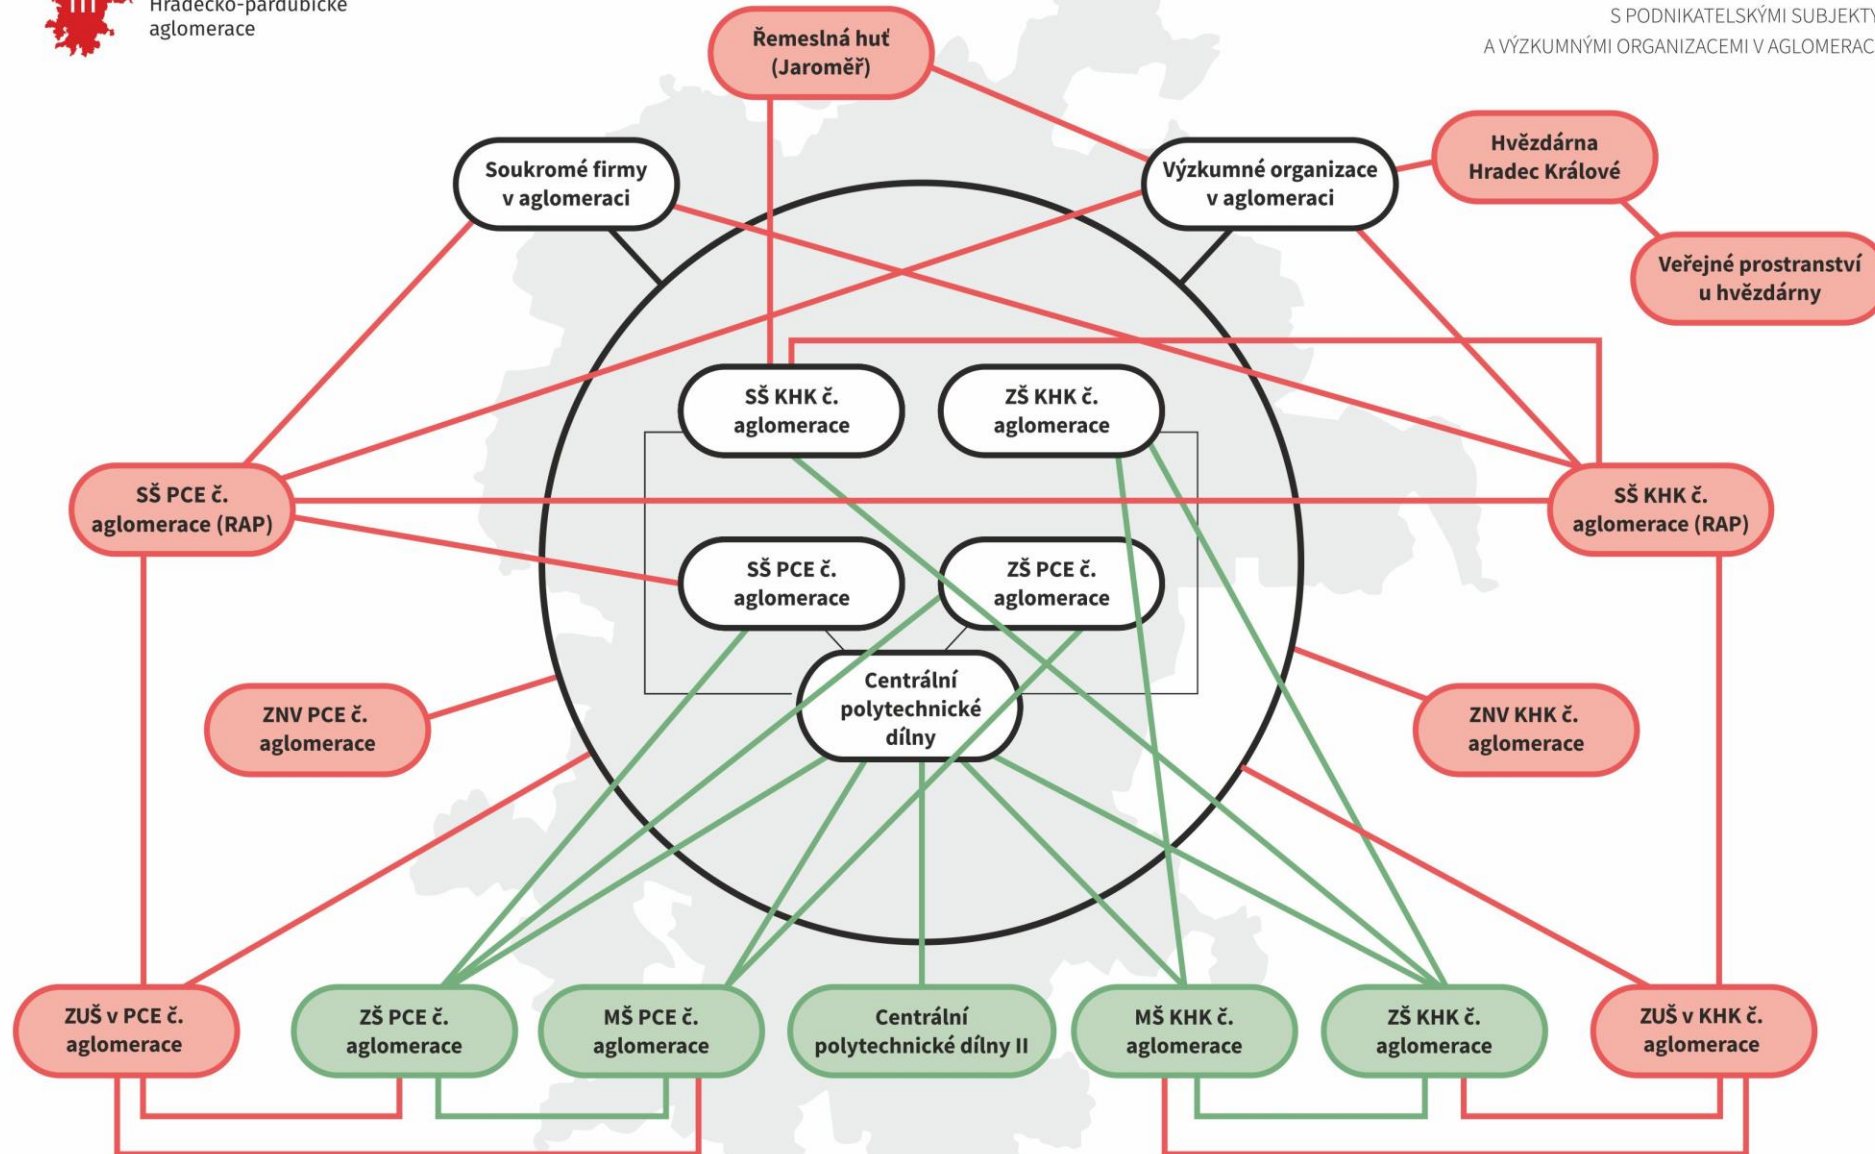 Hradecko-pardubické
aglomerace
S PODNIKATELSKÝMI SUBJEKTY
A VÝZKUMNÝMI ORGANIZACEMI V AGLOMERAC
Řemeslná huť
(Jaroměř)
Soukromé firmy
v aglomeraci
Výzkumné organizace
v aglomeraci
Hvězdárna
Hradec Králové
Veřejné prostranství
u hvězdárny
SŠ KHK č.
aglomerace
ZŠ KHK č.
aglomerace
SŠ PCE č.
aglomerace (RAP)
SŠ KHK č.
aglomerace (RAP)
SŠ PCE č.
aglomerace
ZŠ PCE č.
aglomerace
Centrální
polytechnické
dílny
ZNV PCE č.
aglomerace
ZNV KHK č.
aglomerace
ZUŠ v PCE č.
aglomerace
ZŠ PCE č.
aglomerace
MŠ PCE č.
aglomerace
Centrální
polytechnické dílny II
MŠ KHK č.
aglomerace
ZŠ KHK č.
aglomerace
ZUŠ v KHK č.
aglomerace